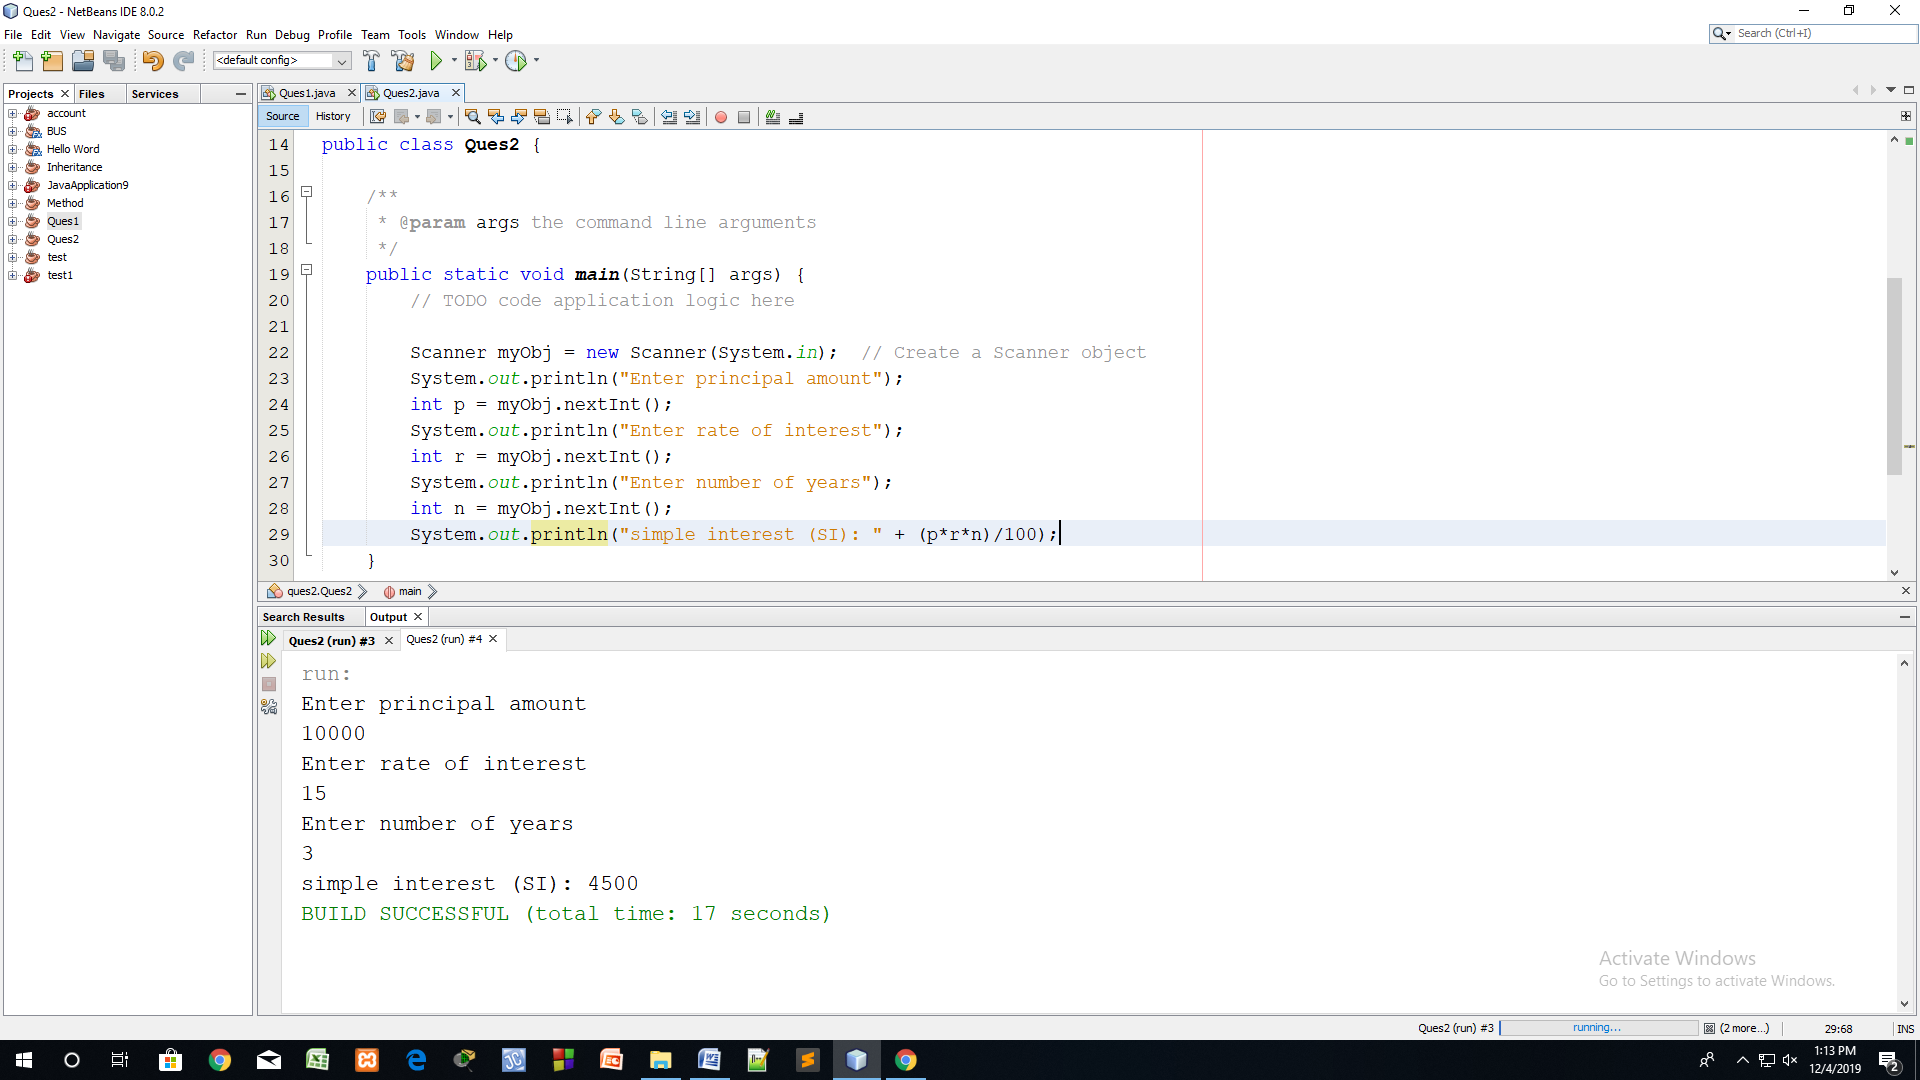 Ques2 - NetBeans IDE 8.0.2
File Edit View Navigate Source Refactor Run Debug Profile Team Tools Window Help
Search (Ctrl+I)
<default config>
Projects Files Services
account
BUS
Hello Word
Inheritance
JavaApplication9
Method
Ques1
Ques2
test
test1
Ques1.java Ques2.java
Source History
14 public class Ques2 {
15
16 /**
17 * @param args the command line arguments
18 */
19 public static void main(String[] args) {
20 // TODO code application logic here
21
22 Scanner myObj = new Scanner(System.in); // Create a Scanner object
23 System.out.println("Enter principal amount");
24 int p = myObj.nextInt();
25 System.out.println("Enter rate of interest");
26 int r = myObj.nextInt();
27 System.out.println("Enter number of years");
28 int n = myObj.nextInt();
29 System.out.println("simple interest (SI): " + (p*r*n)/100);
30 }
ques2.Ques2 main
Search Results Output
Ques2 (run) #3 Ques2 (run) #4
run:
Enter principal amount
10000
Enter rate of interest
15
Enter number of years
3
simple interest (SI): 4500
BUILD SUCCESSFUL (total time: 17 seconds)
Activate Windows
Go to Settings to activate Windows.
Ques2 (run) #3 running... (2 more...) 29:68 INS
1:13 PM
12/4/2019
2